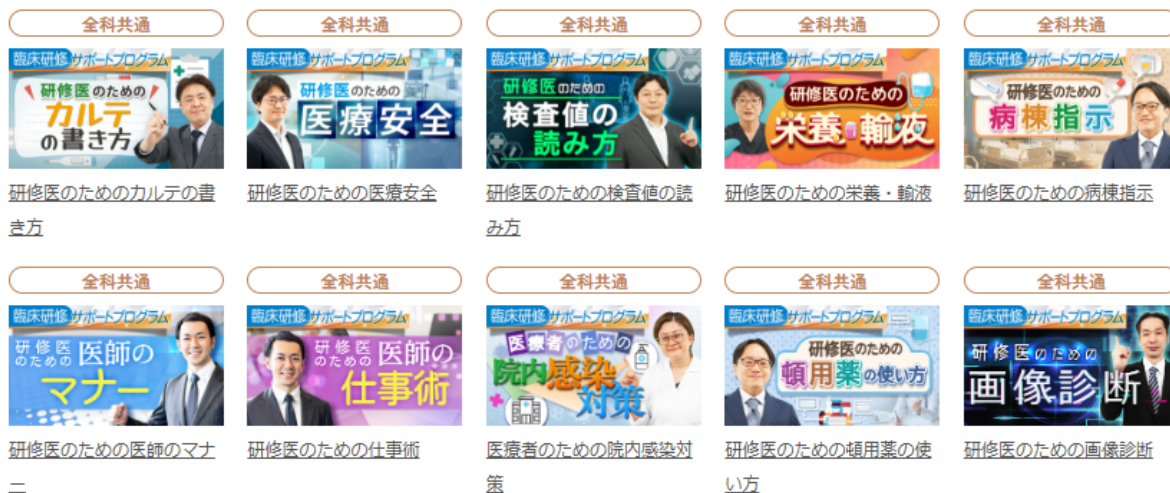 全科共通
全科共通
全科共通
全科共通
全科共通
臨床研修サポートプログラム
研修医のための
カルテ
の書き方
臨床研修サポートプログラム
研修医のための
医療安全
臨床研修サポートプログラム
研修医のための
検査値の
読み方
臨床研修サポートプログラム
研修医のための
栄養・輸液
臨床研修サポートプログラム
研修医のための
病棟指示
研修医のためのカルテの書
き方
研修医のための医療安全
研修医のための検査値の読
み方
研修医のための栄養・輸液
研修医のための病棟指示
全科共通
全科共通
全科共通
全科共通
全科共通
臨床研修サポートプログラム
研修医のための医師の
マナー
臨床研修サポートプログラム
研修医のための医師の
仕事術
臨床研修サポートプログラム
医療者のための
院内感染
対策
臨床研修サポートプログラム
研修医のための
頓用薬の使い方
臨床研修サポートプログラム
研修医のための
画像診断
研修医のための医師のマナ
ー
研修医のための仕事術
医療者のための院内感染対
策
研修医のための頓用薬の使
い方
研修医のための画像診断